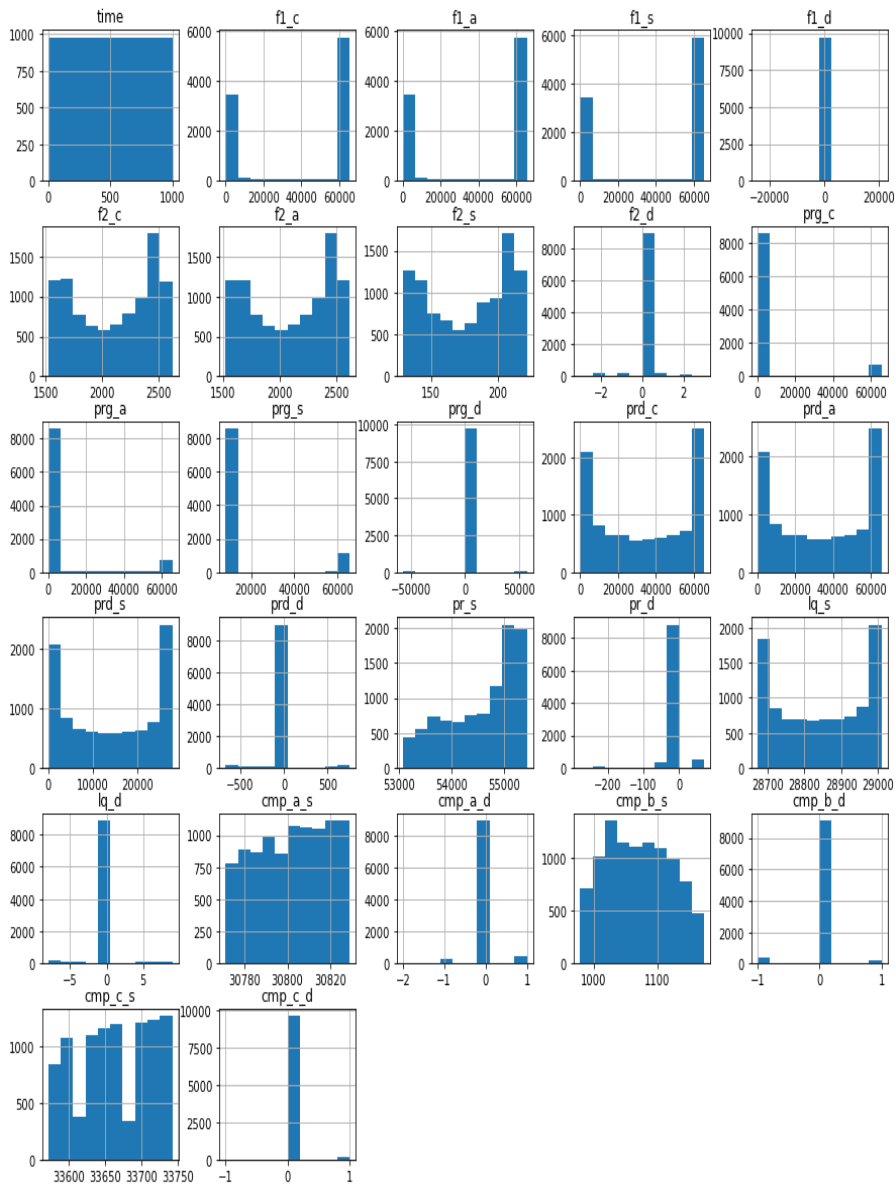 time f1_c f1_a f1_s f1_d
1000 750 500 250 0
6000 4000 2000 0
6000 4000 2000 0
6000 4000 2000 0
10000 7500 5000 2500 0
0 500 1000
0 20000 40000 60000
0 20000 40000 60000
0 20000 40000 60000
−20000 0 20000
f2_c f2_a f2_s f2_d prg_c
1500 1000 500 0
1500 1000 500 0
1500 1000 500 0
8000 6000 4000 2000 0
8000 6000 4000 2000 0
1500 2000 2500
1500 2000 2500
150 200
−2 0 2
0 20000 40000 60000
prg_a prg_s prg_d prd_c prd_a
8000 6000 4000 2000 0
8000 6000 4000 2000 0
10000 7500 5000 2500 0
2000 1000 0
2000 1000 0
0 20000 40000 60000
20000 40000 60000
−50000 0 50000
0 20000 40000 60000
0 20000 40000 60000
prd_s prd_d pr_s pr_d lq_s
2000 1000 0
8000 6000 4000 2000 0
2000 1500 1000 500 0
8000 6000 4000 2000 0
1500 1000 500 0
0 10000 20000
−500 0 500
53000 54000 55000
−200 −100 0
28700 28800 28900 29000
lq_d cmp_a_s cmp_a_d cmp_b_s cmp_b_d
8000 6000 4000 2000 0
1000 750 500 250 0
8000 6000 4000 2000 0
1000 500 0
8000 6000 4000 2000 0
−5 0 5
30780 30800 30820
−2 −1 0 1
1000 1100
−1 0 1
cmp_c_s cmp_c_d
1000 500 0
10000 7500 5000 2500 0
33600 33650 33700 33750
−1 0 1